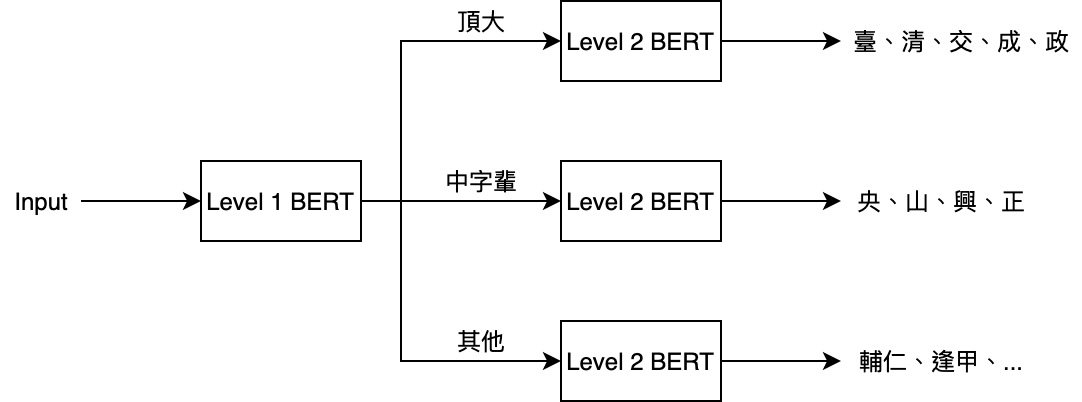 頂大
Level 2 BERT
臺、清、交、成、政
Input
Level 1 BERT
中字輩
Level 2 BERT
央、山、興、正
其他
Level 2 BERT
輔仁、逢甲、...